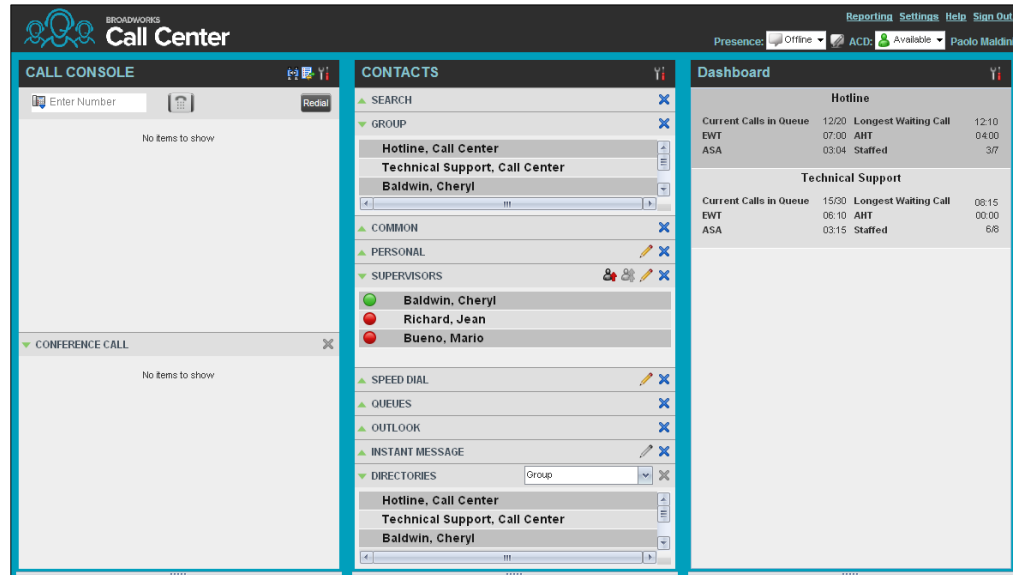 BROADWORKS
Call Center
Reporting Settings Help Sign Out
Presence: Offline ACD: Available Paolo Maldini
CALL CONSOLE
Enter Number Redial
No items to show
CONFERENCE CALL
No items to show
CONTACTS
SEARCH
GROUP
Hotline, Call Center
Technical Support, Call Center
Baldwin, Cheryl
COMMON
PERSONAL
SUPERVISORS
Baldwin, Cheryl
Richard, Jean
Bueno, Mario
SPEED DIAL
QUEUES
OUTLOOK
INSTANT MESSAGE
DIRECTORIES Group
Hotline, Call Center
Technical Support, Call Center
Baldwin, Cheryl
Dashboard
Hotline
Current Calls in Queue 12/20 Longest Waiting Call 12:10
EWT 07:00 AHT 04:00
ASA 03:04 Staffed 3/7
Technical Support
Current Calls in Queue 15/30 Longest Waiting Call 08:15
EWT 06:10 AHT 00:00
ASA 03:15 Staffed 6/8